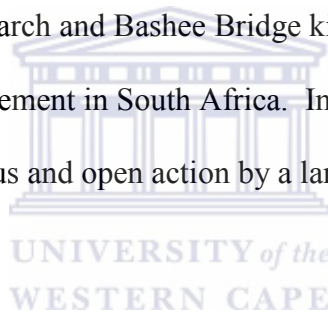 arch and Bashee Bridge ki
ement in South Africa. In
us and open action by a lar
UNIVERSITY of the
WESTERN CAPE